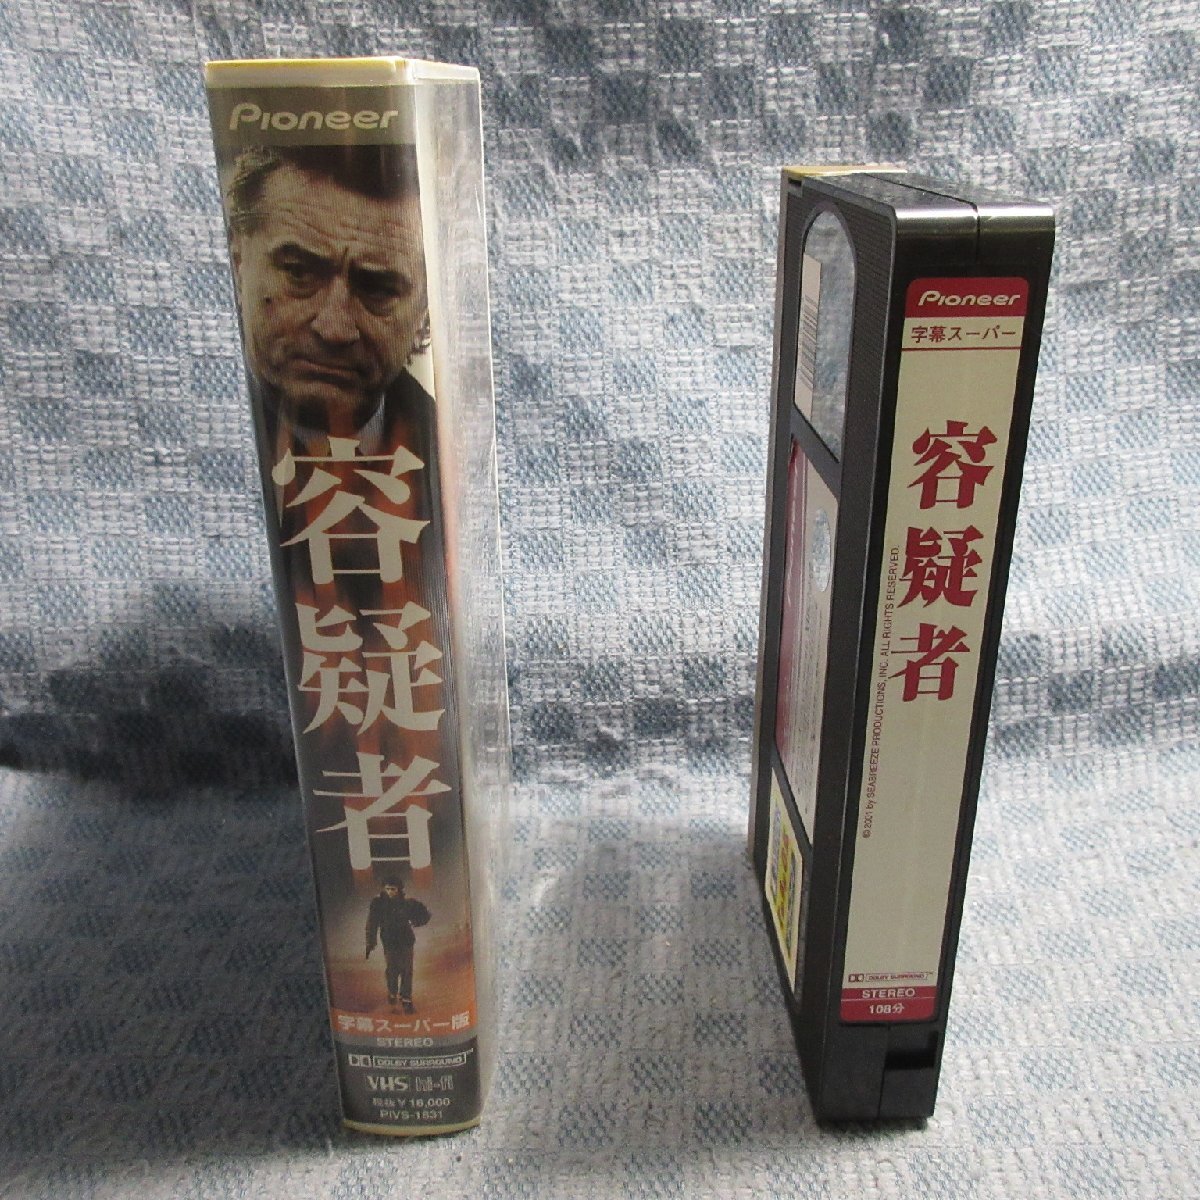 Pioneer
容疑者
字幕スーパー版
STEREO
DOLBY SURROUND
VHS hi-fi
税抜¥16,000
PIVS-1831
Pioneer
字幕スーパー
容疑者
© 2001 by SEABREEZE PRODUCTIONS, INC. ALL RIGHTS RESERVED.
DOLBY SURROUND
STEREO
108分